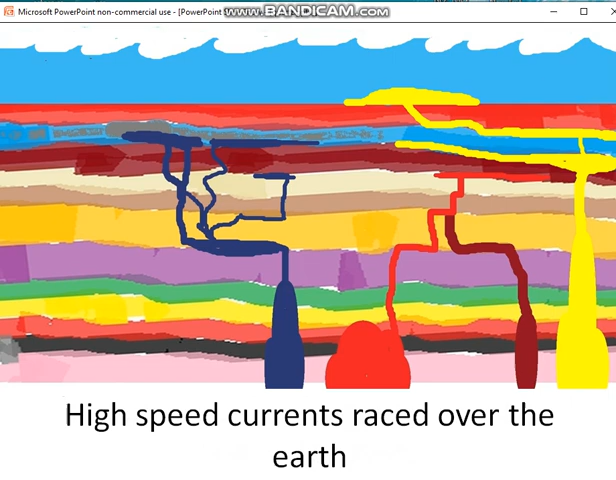 Microsoft PowerPoint non-commercial use - [PowerPoint
www.BANDICAM.com
High speed currents raced over the
earth